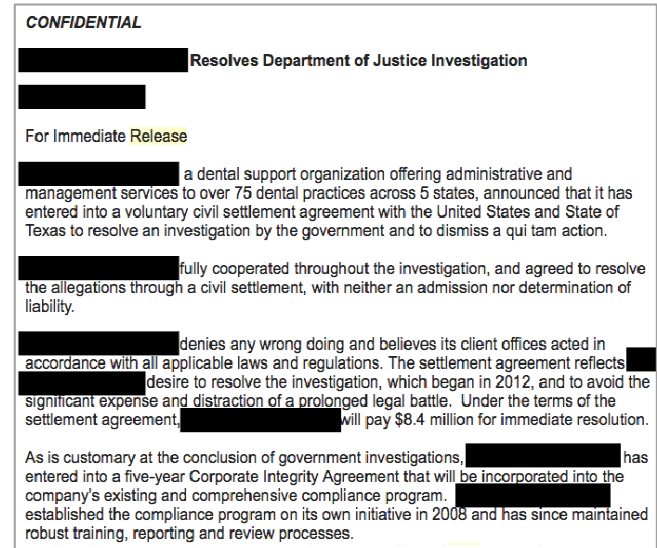 CONFIDENTIAL
Resolves Department of Justice Investigation
For Immediate Release
a dental support organization offering administrative and
management services to over 75 dental practices across 5 states, announced that it has
entered into a voluntary civil settlement agreement with the United States and State of
Texas to resolve an investigation by the government and to dismiss a qui tam action.
fully cooperated throughout the investigation, and agreed to resolve
the allegations through a civil settlement, with neither an admission nor determination of
liability.
denies any wrong doing and believes its client offices acted in
accordance with all applicable laws and regulations. The settlement agreement reflects
desire to resolve the investigation, which began in 2012, and to avoid the
significant expense and distraction of a prolonged legal battle. Under the terms of the
settlement agreement, will pay $8.4 million for immediate resolution.
As is customary at the conclusion of government investigations, has
entered into a five-year Corporate Integrity Agreement that will be incorporated into the
company's existing and comprehensive compliance program.
established the compliance program on its own initiative in 2008 and has since maintained
robust training, reporting and review processes.